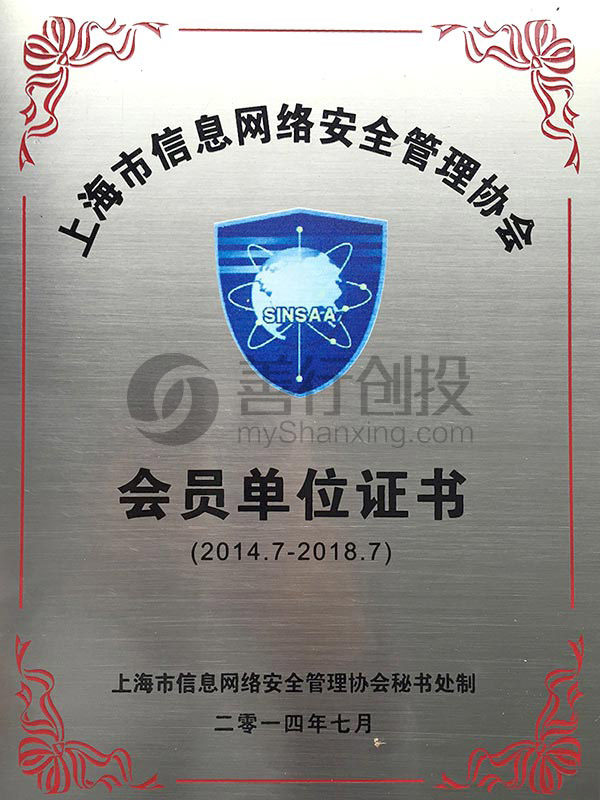 上海市信息网络安全管理协会
SINSAA
善行创投
myShanxing.com
会员单位证书
(2014.7-2018.7)
上海市信息网络安全管理协会秘书处制
二零一四年七月